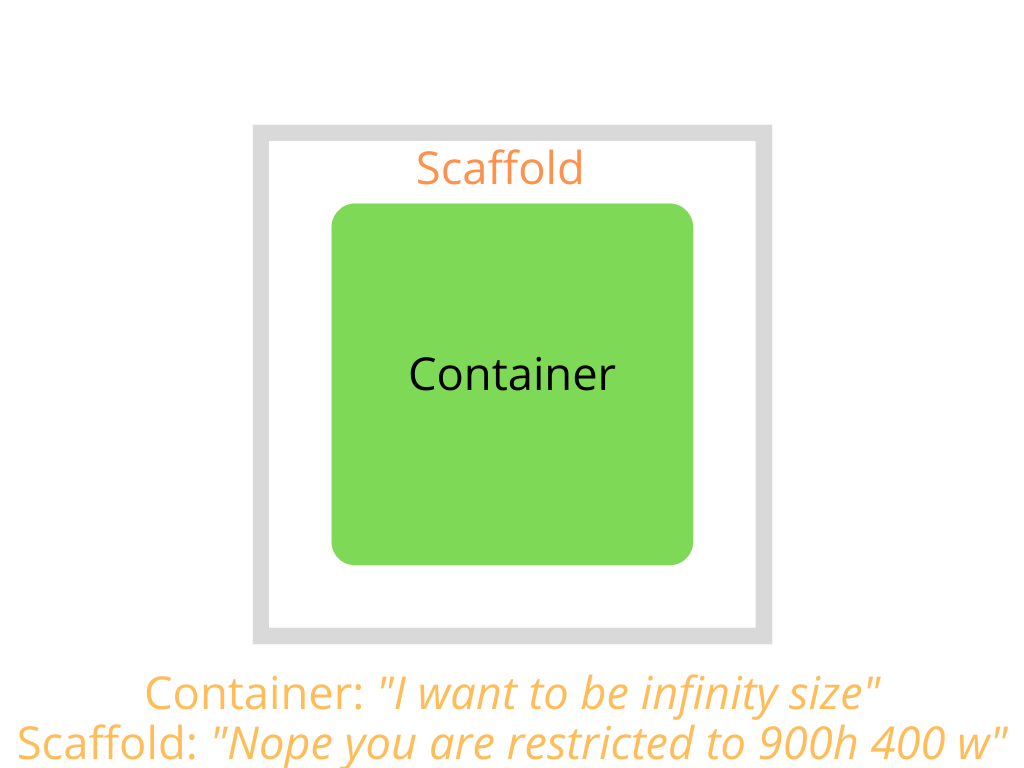 Scaffold
Container
Container: "I want to be infinity size"
Scaffold: "Nope you are restricted to 900h 400 w"